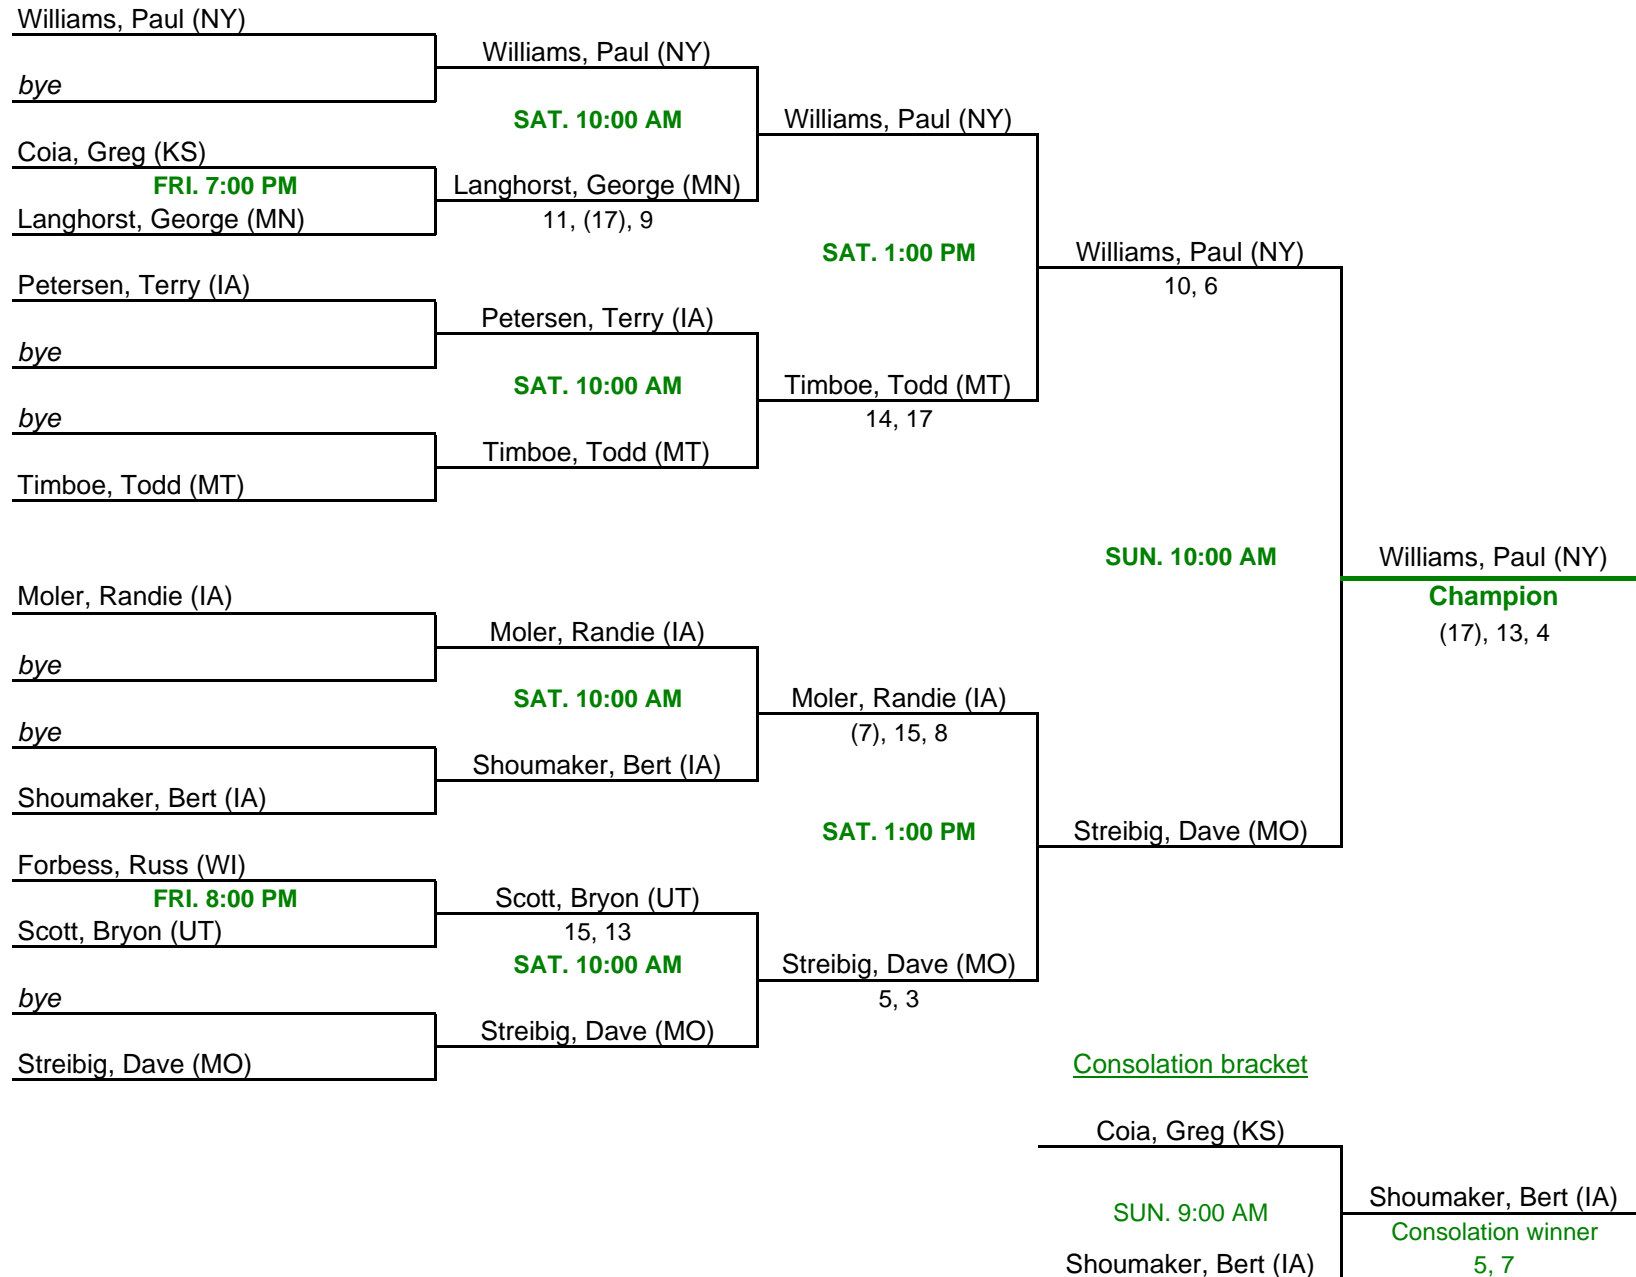 Williams, Paul (NY)
bye
Coia, Greg (KS)
FRI. 7:00 PM
Langhorst, George (MN)
Petersen, Terry (IA)
bye
bye
Timboe, Todd (MT)
Moler, Randie (IA)
bye
bye
Shoumaker, Bert (IA)
Forbess, Russ (WI)
FRI. 8:00 PM
Scott, Bryon (UT)
bye
Streibig, Dave (MO)
Williams, Paul (NY)
SAT. 10:00 AM
Langhorst, George (MN)
11, (17), 9
Petersen, Terry (IA)
SAT. 10:00 AM
Timboe, Todd (MT)
Moler, Randie (IA)
SAT. 10:00 AM
Shoumaker, Bert (IA)
Scott, Bryon (UT)
15, 13
SAT. 10:00 AM
Streibig, Dave (MO)
Williams, Paul (NY)
SAT. 1:00 PM
Timboe, Todd (MT)
14, 17
Moler, Randie (IA)
(7), 15, 8
SAT. 1:00 PM
Streibig, Dave (MO)
5, 3
Williams, Paul (NY)
10, 6
SUN. 10:00 AM
Streibig, Dave (MO)
Williams, Paul (NY)
Champion
(17), 13, 4
Consolation bracket
Coia, Greg (KS)
SUN. 9:00 AM
Shoumaker, Bert (IA)
Shoumaker, Bert (IA)
Consolation winner
5, 7